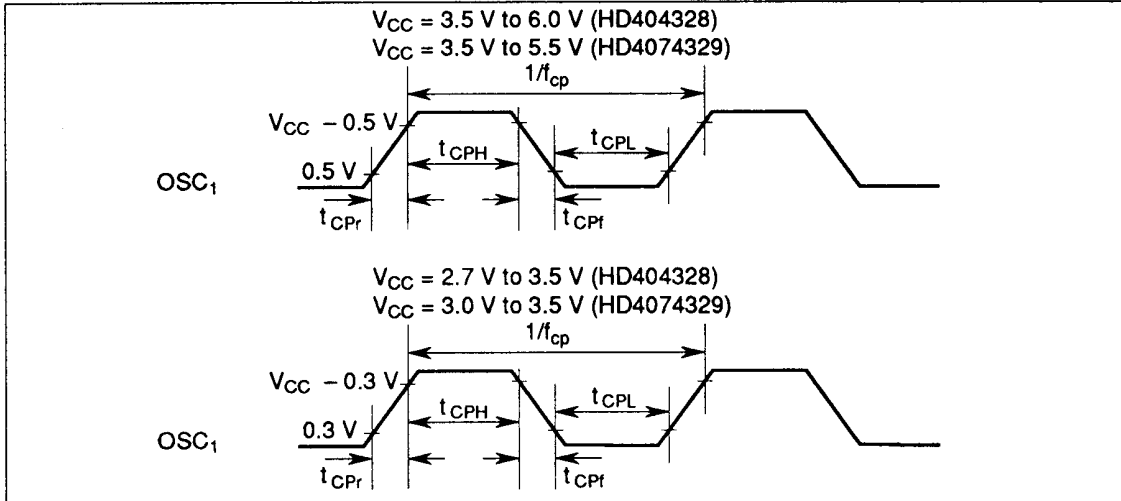 VCC = 3.5 V to 6.0 V (HD404328)
VCC = 3.5 V to 5.5 V (HD4074329)
1/fcp
VCC − 0.5 V
tCPH
tCPL
0.5 V
OSC1
tCPr
tCPf
VCC = 2.7 V to 3.5 V (HD404328)
VCC = 3.0 V to 3.5 V (HD4074329)
1/fcp
VCC − 0.3 V
tCPH
tCPL
0.3 V
OSC1
tCPr
tCPf